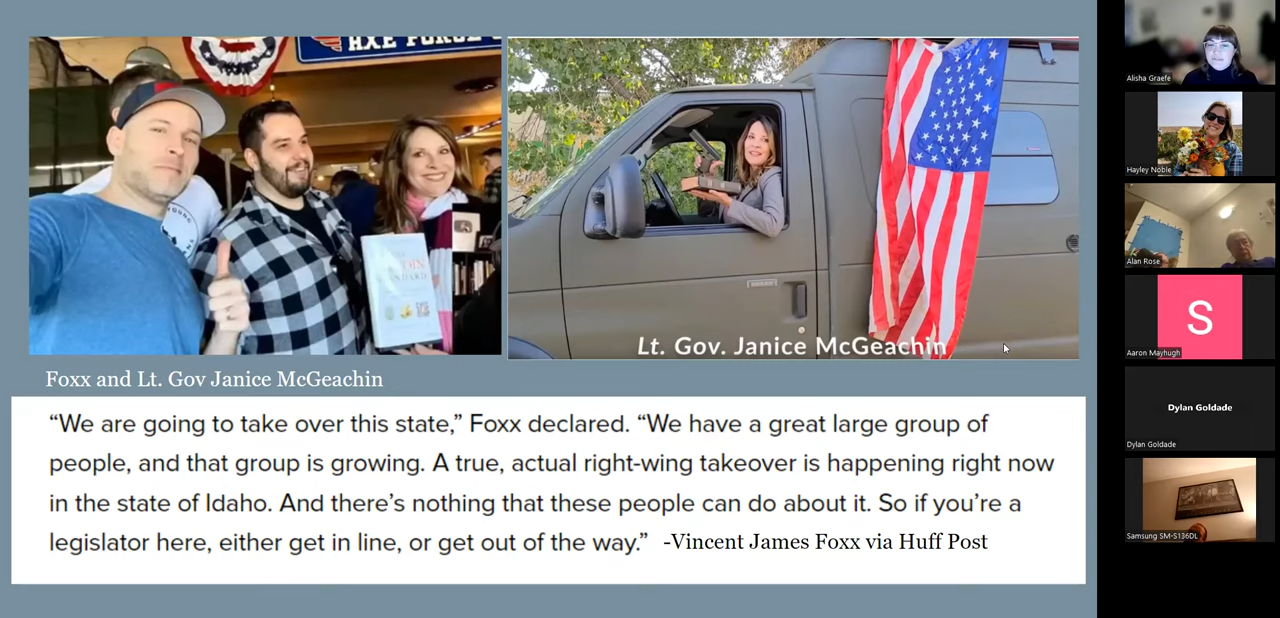 AXE FORCE
Lt. Gov. Janice McGeachin
Foxx and Lt. Gov Janice McGeachin
“We are going to take over this state,” Foxx declared. “We have a great large group of
people, and that group is growing. A true, actual right-wing takeover is happening right now
in the state of Idaho. And there’s nothing that these people can do about it. So if you’re a
legislator here, either get in line, or get out of the way.” -Vincent James Foxx via Huff Post
Alisha Graefe
Hayley Noble
Alan Rose
S
Aaron Mayhugh
Dylan Goldade
Dylan Goldade
Samsung SM-S136DL